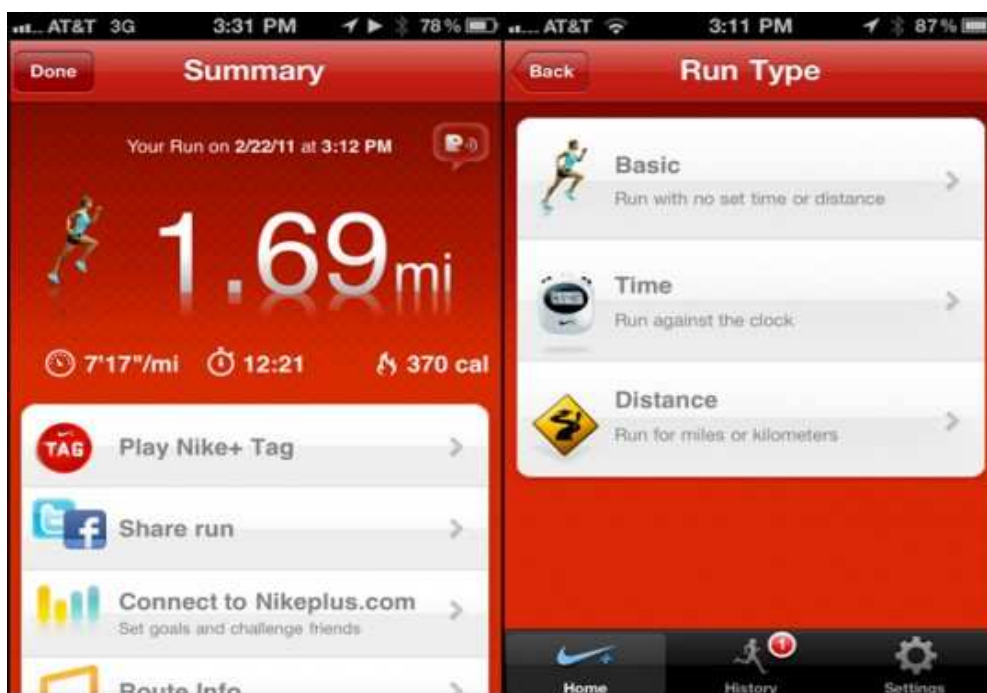 AT&T 3G 3:31 PM 78%
Done Summary
Your Run on 2/22/11 at 3:12 PM
1.69mi
7'17"/mi 12:21 370 cal
TAG Play Nike+ Tag
Share run
Connect to Nikeplus.com
Set goals and challenge friends
Route Info
AT&T 3:11 PM 87%
Back Run Type
Basic
Run with no set time or distance
Time
Run against the clock
Distance
Run for miles or kilometers
1
Home History Settings